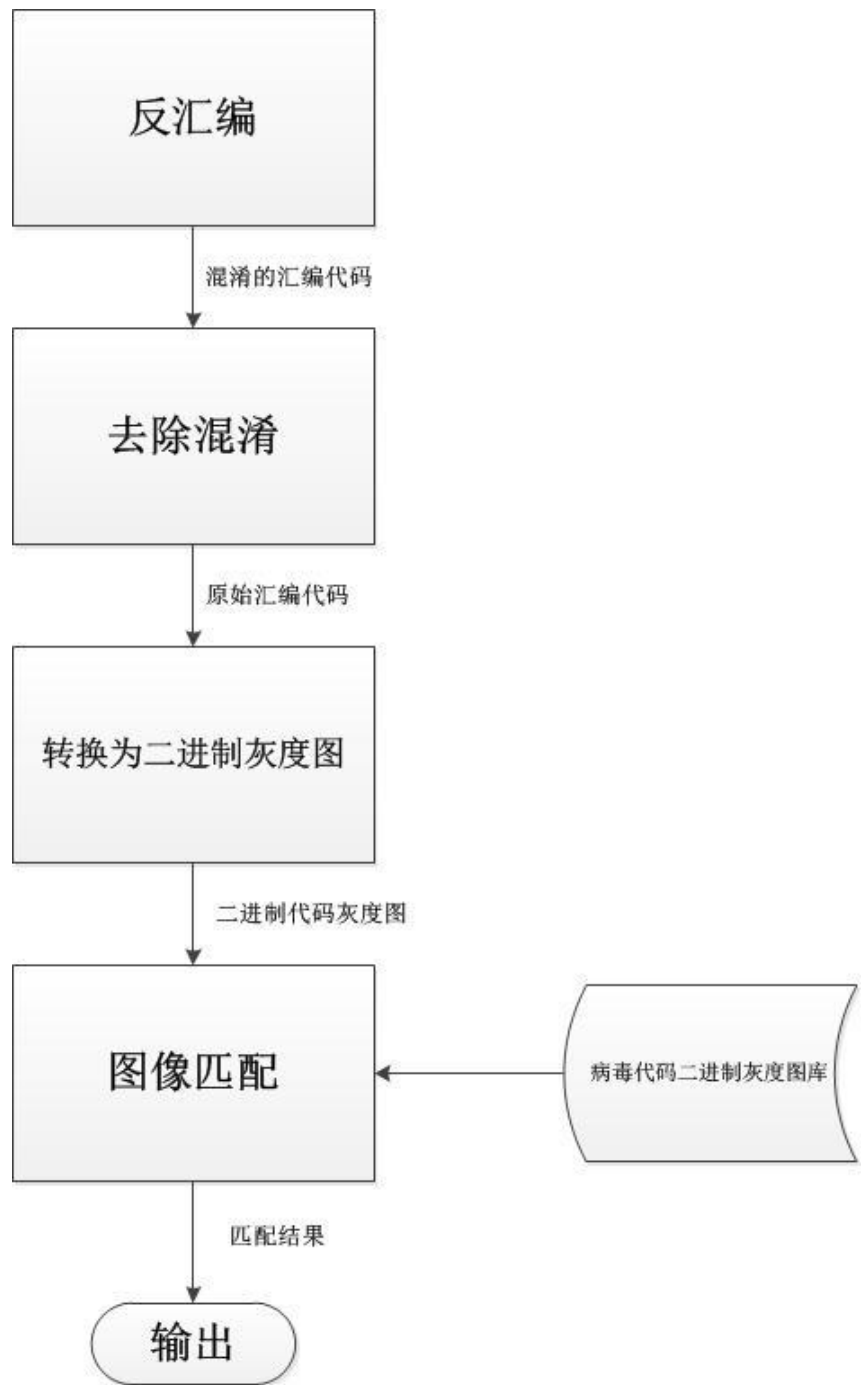 反汇编
混淆的汇编代码
去除混淆
原始汇编代码
转换为二进制灰度图
二进制代码灰度图
图像匹配
病毒代码二进制灰度图库
匹配结果
输出